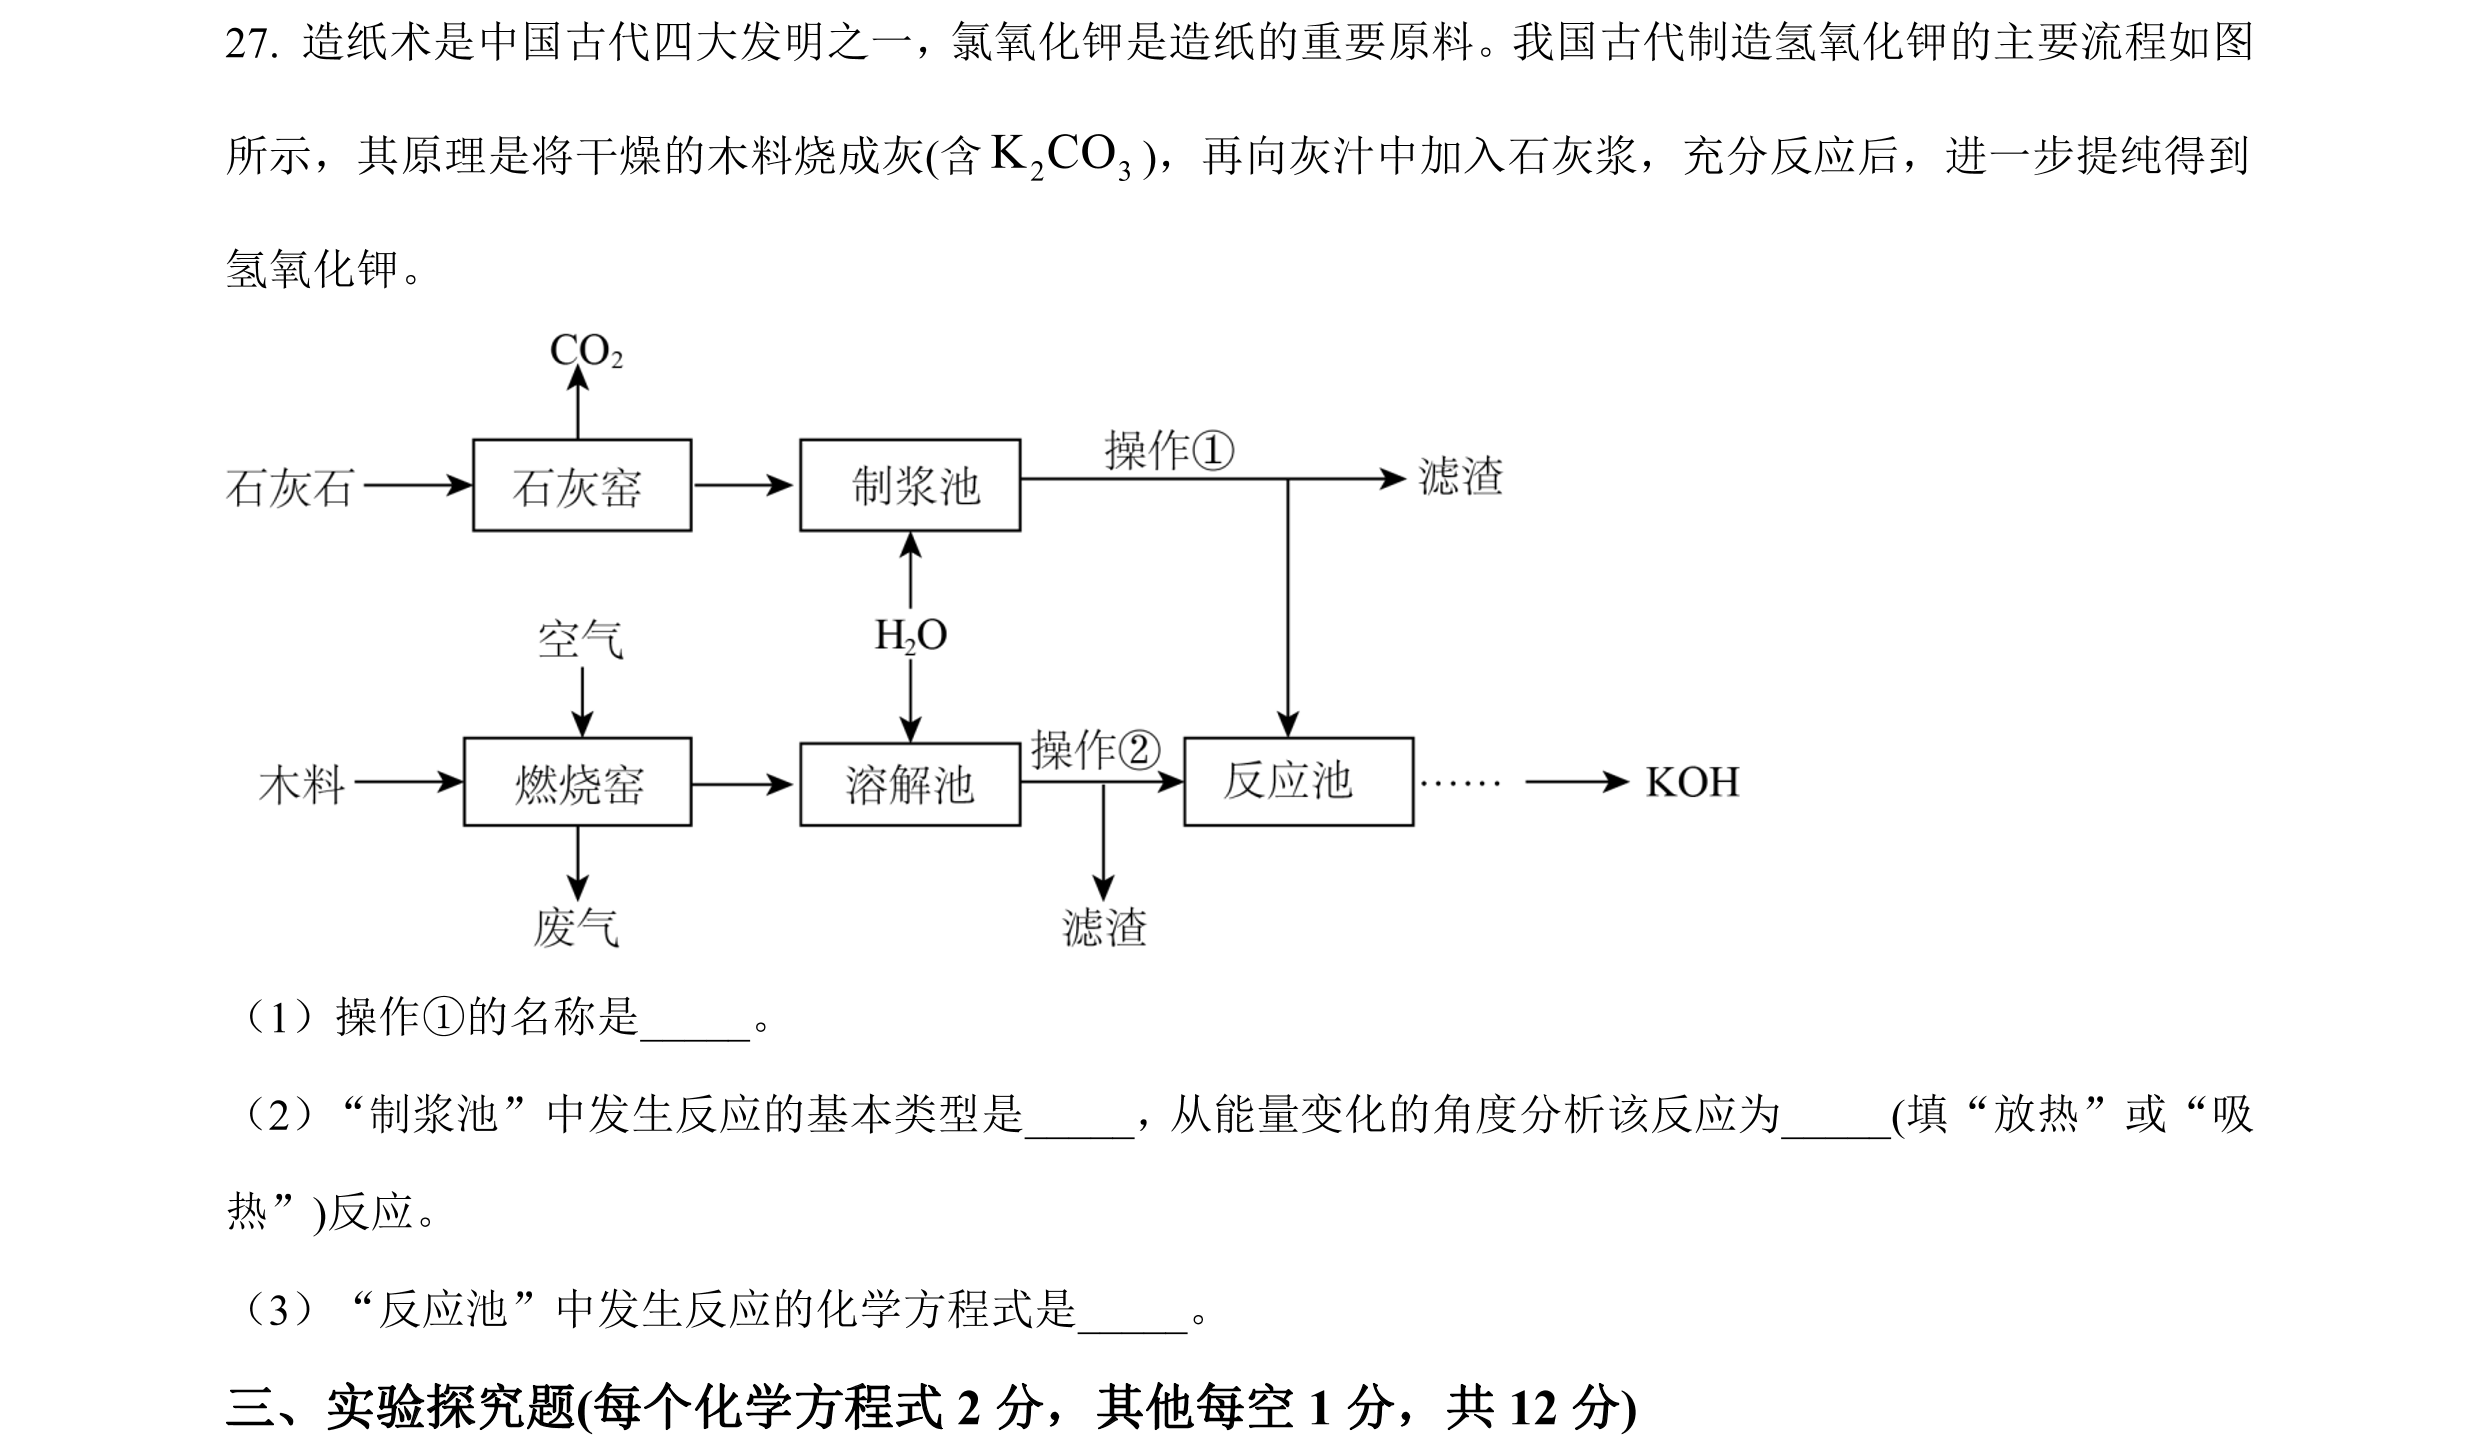 27. 造纸术是中国古代四大发明之一，氯氧化钾是造纸的重要原料。我国古代制造氢氧化钾的主要流程如图
所示，其原理是将干燥的木料烧成灰(含K₂CO₃)，再向灰汁中加入石灰浆，充分反应后，进一步提纯得到
氢氧化钾。
CO₂
石灰石 石灰窑 制浆池 操作① 滤渣
空气 H₂O
木料 燃烧窑 溶解池 操作② 反应池 …… KOH
废气 滤渣
（1）操作①的名称是_____。
（2）“制浆池”中发生反应的基本类型是_____，从能量变化的角度分析该反应为_____(填“放热”或“吸
热”)反应。
（3）“反应池”中发生反应的化学方程式是_____。
三、实验探究题(每个化学方程式 2 分，其他每空 1 分，共 12 分)